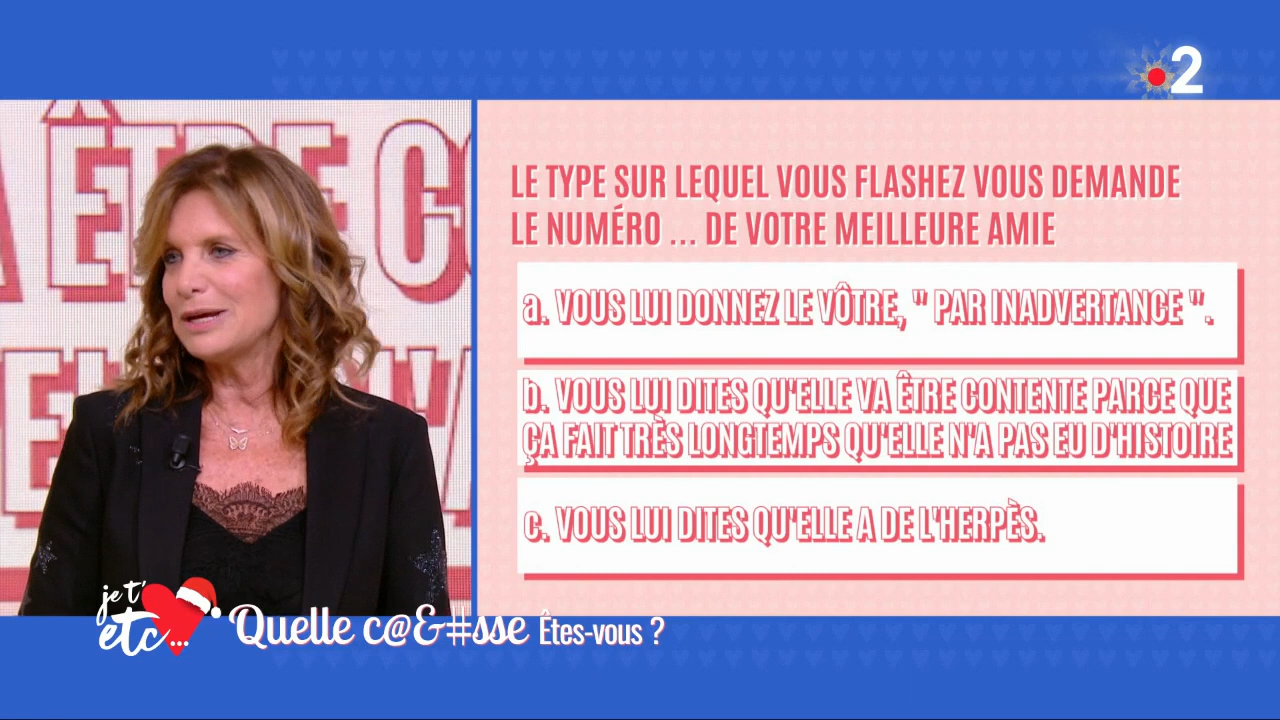 2
ÊTRE C
LE TYPE SUR LEQUEL VOUS FLASHEZ VOUS DEMANDE
LE NUMÉRO ... DE VOTRE MEILLEURE AMIE
a. VOUS LUI DONNEZ LE VÔTRE, " PAR INADVERTANCE ".
b. VOUS LUI DITES QU'ELLE VA ÊTRE CONTENTE PARCE QUE
ÇA FAIT TRÈS LONGTEMPS QU'ELLE N'A PAS EU D'HISTOIRE
c. VOUS LUI DITES QU'ELLE A DE L'HERPÈS.
je t'
etc...
Quelle c@&#sse Êtes-vous ?